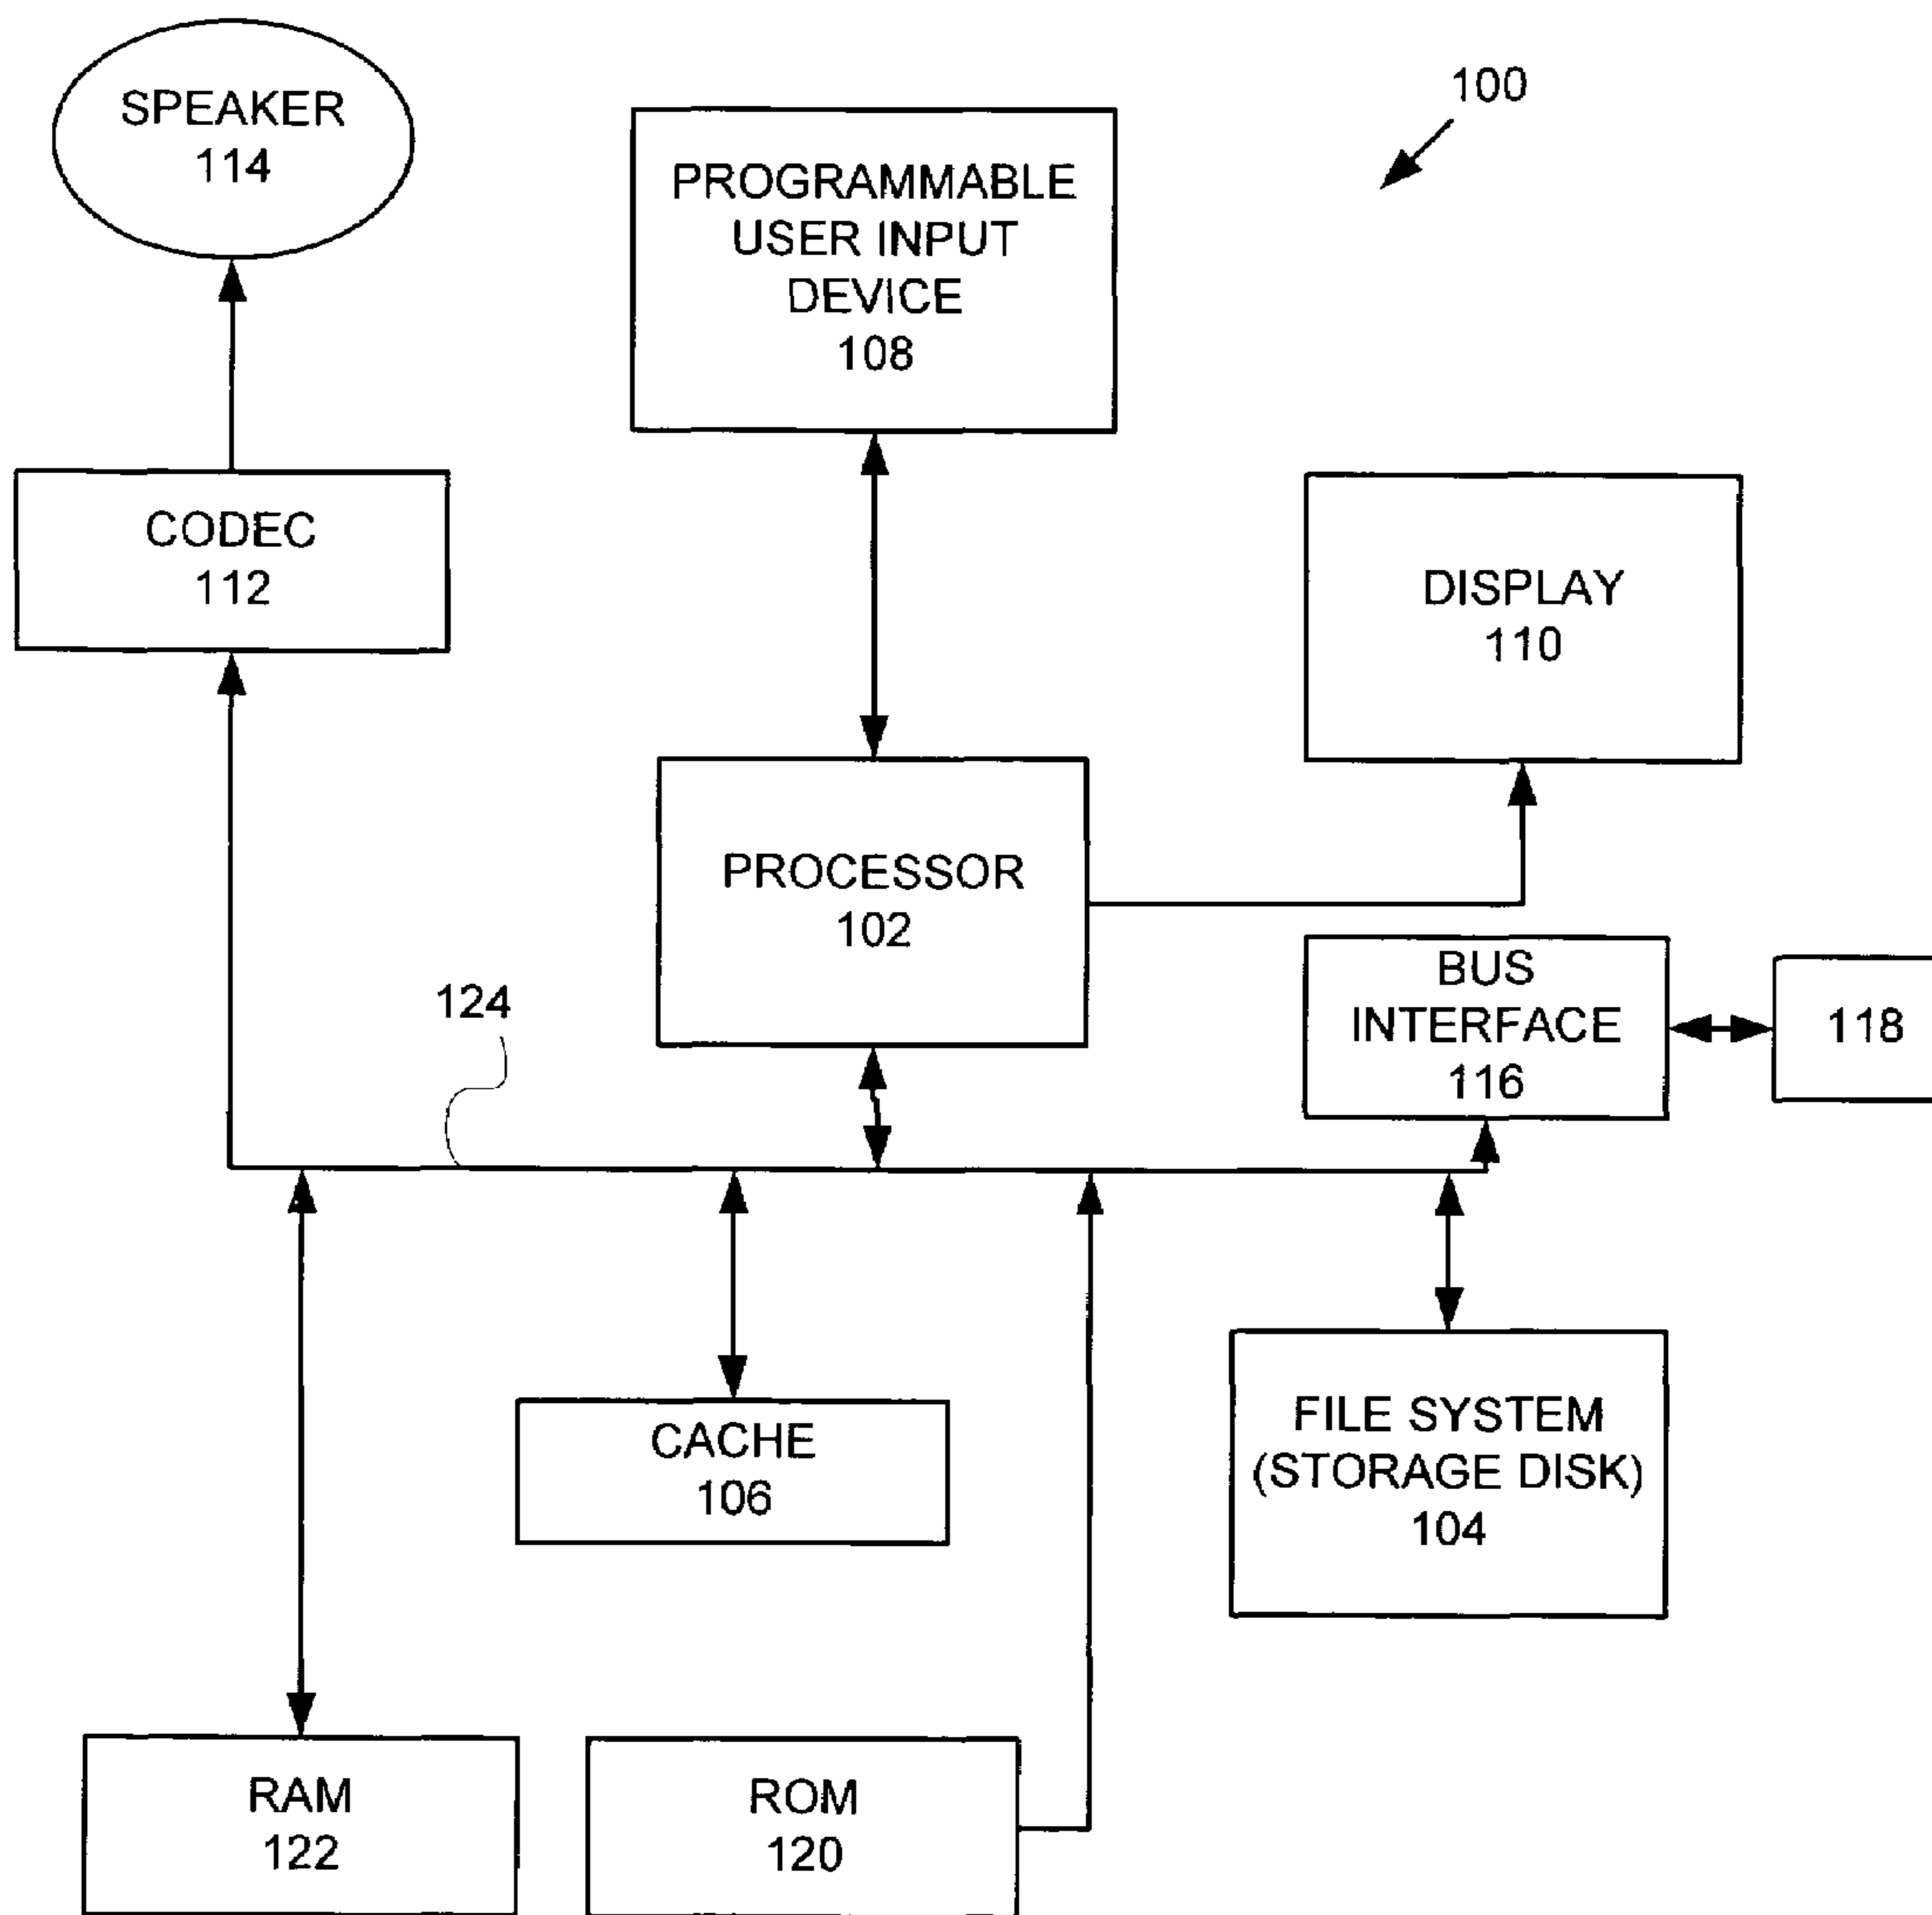 SPEAKER
114
100
PROGRAMMABLE
USER INPUT
DEVICE
108
CODEC
112
DISPLAY
110
PROCESSOR
102
BUS
INTERFACE
116
118
124
CACHE
106
FILE SYSTEM
(STORAGE DISK)
104
RAM
122
ROM
120